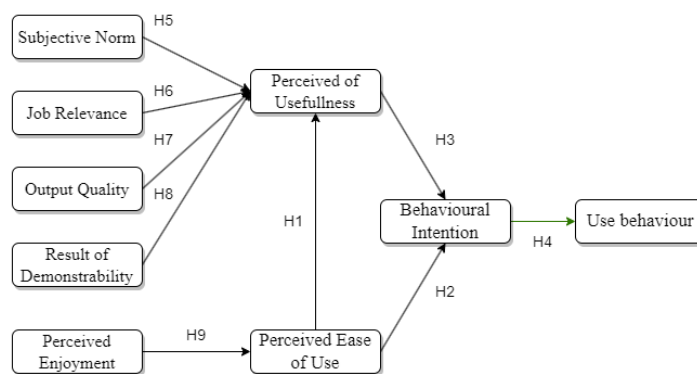 Subjective Norm
H5
Perceived of
Usefullness
Job Relevance
H6
H7
H3
Output Quality
H8
H1
Behavioural
Intention
H4
Use behaviour
Result of
Demonstrability
H2
Perceived
Enjoyment
H9
Perceived Ease
of Use